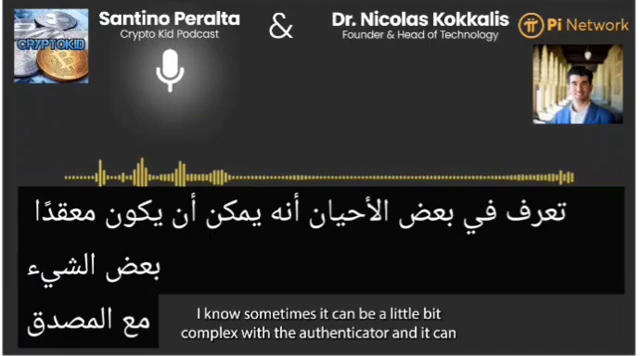 Santino Peralta
Crypto Kid Podcast
&
Dr. Nicolas Kokkalis
Founder & Head of Technology
Pi Network
CRYPTOKID
تعرف في بعض الأحيان أنه يمكن أن يكون معقدًا
بعض الشيء
مع المصدق
I know sometimes it can be a little bit
complex with the authenticator and it can